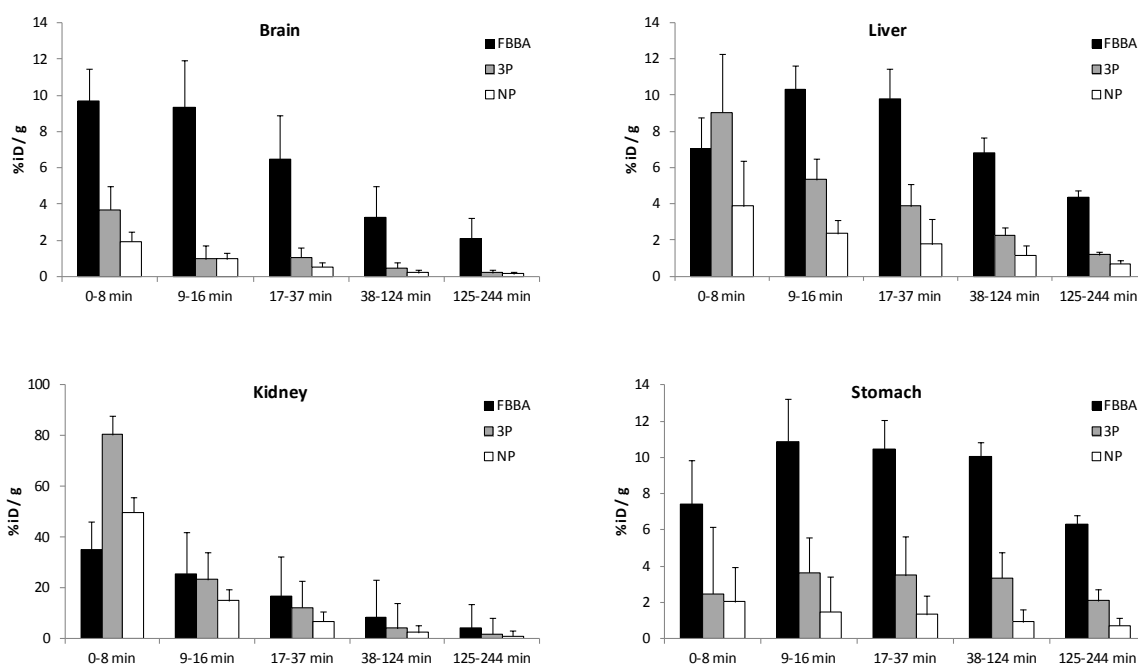 Brain
%iD / g
14
12
10
8
6
4
2
0
FBBA
3P
NP
0-8 min
9-16 min
17-37 min
38-124 min
125-244 min
Liver
%iD / g
14
12
10
8
6
4
2
0
FBBA
3P
NP
0-8 min
9-16 min
17-37 min
38-124 min
125-244 min
Kidney
%iD / g
100
80
60
40
20
0
FBBA
3P
NP
0-8 min
9-16 min
17-37 min
38-124 min
125-244 min
Stomach
%iD / g
14
12
10
8
6
4
2
0
FBBA
3P
NP
0-8 min
9-16 min
17-37 min
38-124 min
125-244 min